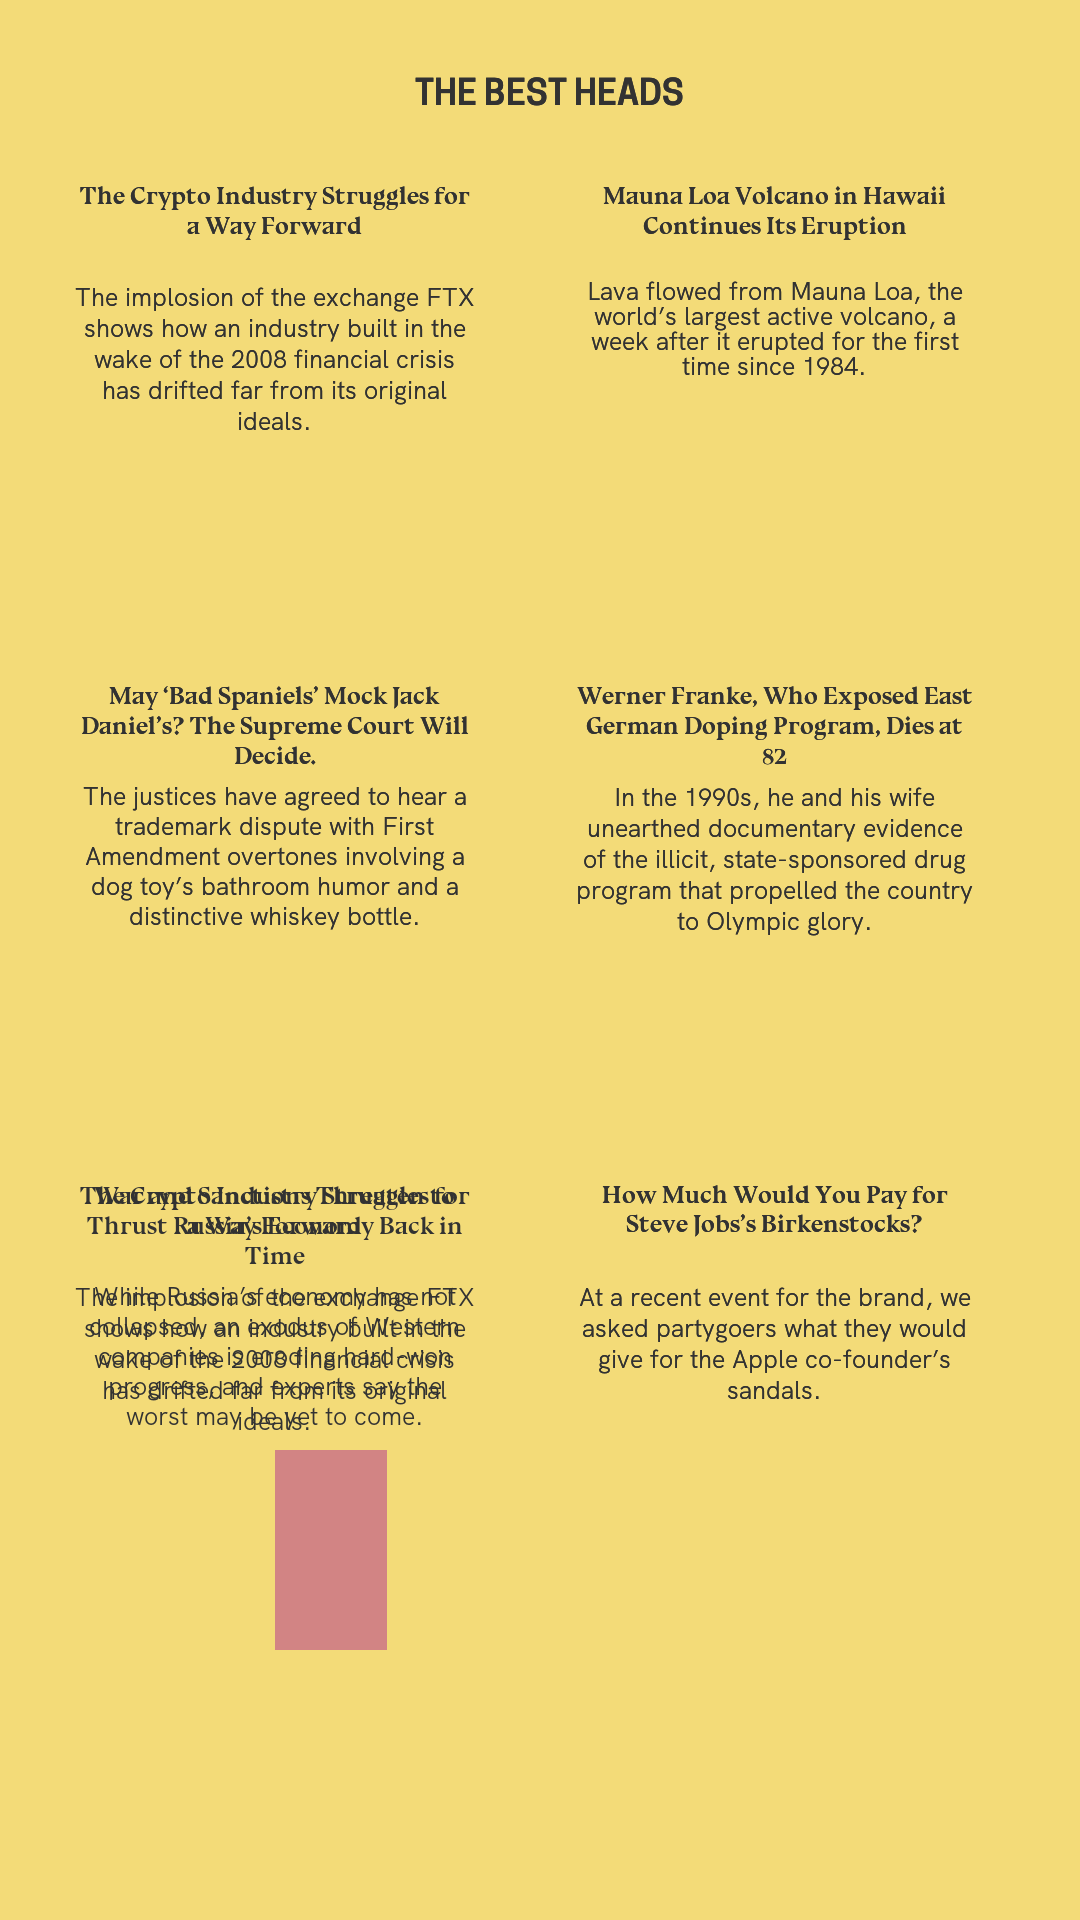 THE BEST HEADS
The Crypto Industry Struggles for
a Way Forward
The implosion of the exchange FTX
shows how an industry built in the
wake of the 2008 financial crisis
has drifted far from its original
ideals.
Mauna Loa Volcano in Hawaii
Continues Its Eruption
Lava flowed from Mauna Loa, the
world’s largest active volcano, a
week after it erupted for the first
time since 1984.
May ‘Bad Spaniels’ Mock Jack
Daniel’s? The Supreme Court Will
Decide.
The justices have agreed to hear a
trademark dispute with First
Amendment overtones involving a
dog toy’s bathroom humor and a
distinctive whiskey bottle.
Werner Franke, Who Exposed East
German Doping Program, Dies at
82
In the 1990s, he and his wife
unearthed documentary evidence
of the illicit, state-sponsored drug
program that propelled the country
to Olympic glory.
The Crypto Industry Struggles for
a Way Forward
The implosion of the exchange FTX
shows how an industry built in the
wake of the 2008 financial crisis
has drifted far from its original
ideals.
War and Sanctions Threaten to
Thrust Russia’s Economy Back in
Time
While Russia’s economy has not
collapsed, an exodus of Western
companies is eroding hard-won
progress, and experts say the
worst may be yet to come.
How Much Would You Pay for
Steve Jobs’s Birkenstocks?
At a recent event for the brand, we
asked partygoers what they would
give for the Apple co-founder’s
sandals.